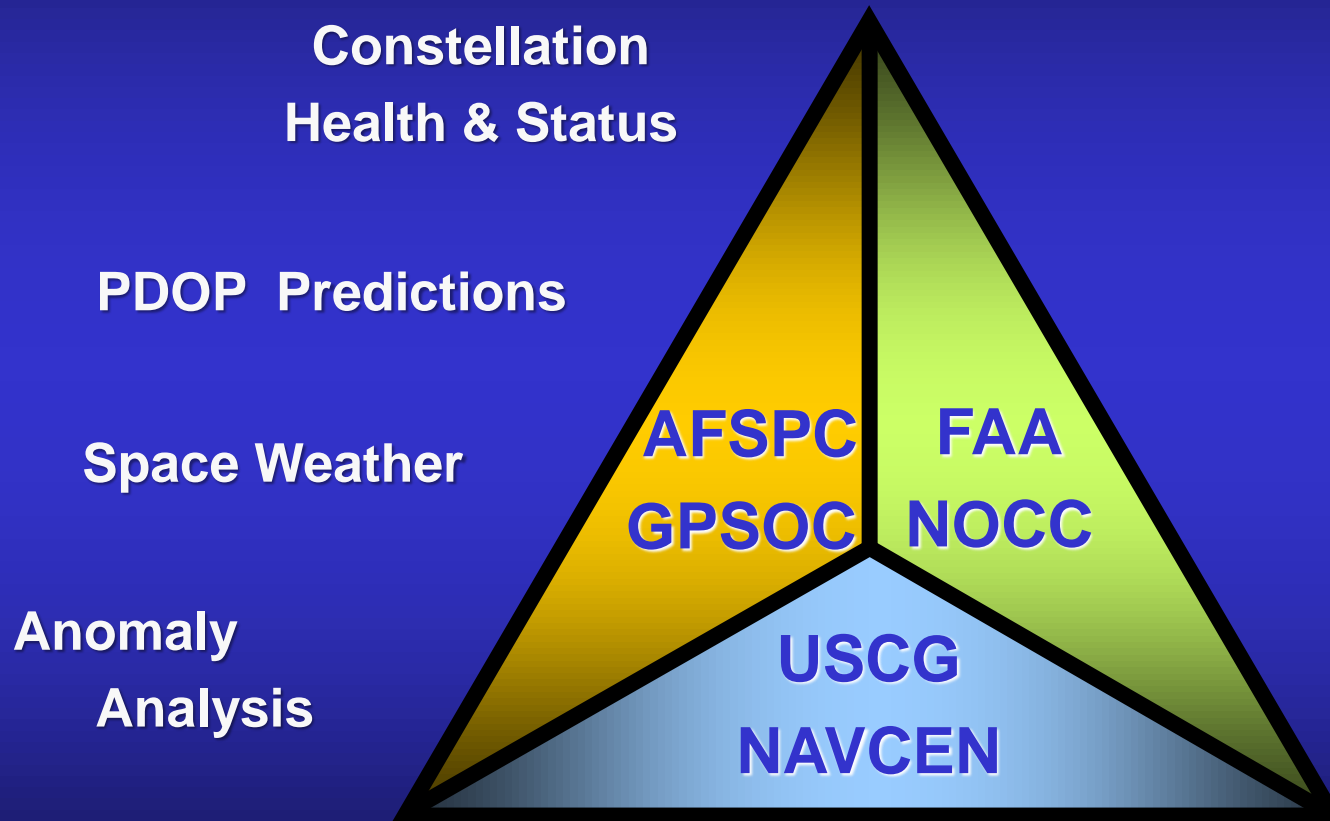 Constellation
Health & Status
PDOP Predictions
Space Weather
Anomaly
Analysis
AFSPC
GPSOC
FAA
NOCC
USCG
NAVCEN